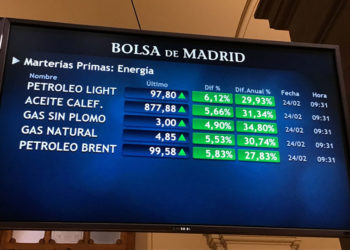 BOLSA DE MADRID
Marterias Primas: Energía
Nombre Último Dif % Dif.Anual % Fecha Hora
PETROLEO LIGHT 97,80 6,12% 29,93% 24/02 09:31
ACEITE CALEF. 877,88 5,66% 31,34% 24/02 09:31
GAS SIN PLOMO 3,00 4,90% 34,80% 24/02 09:31
GAS NATURAL 4,85 5,53% 30,74% 24/02 09:31
PETROLEO BRENT 99,58 5,83% 27,83% 24/02 09:31